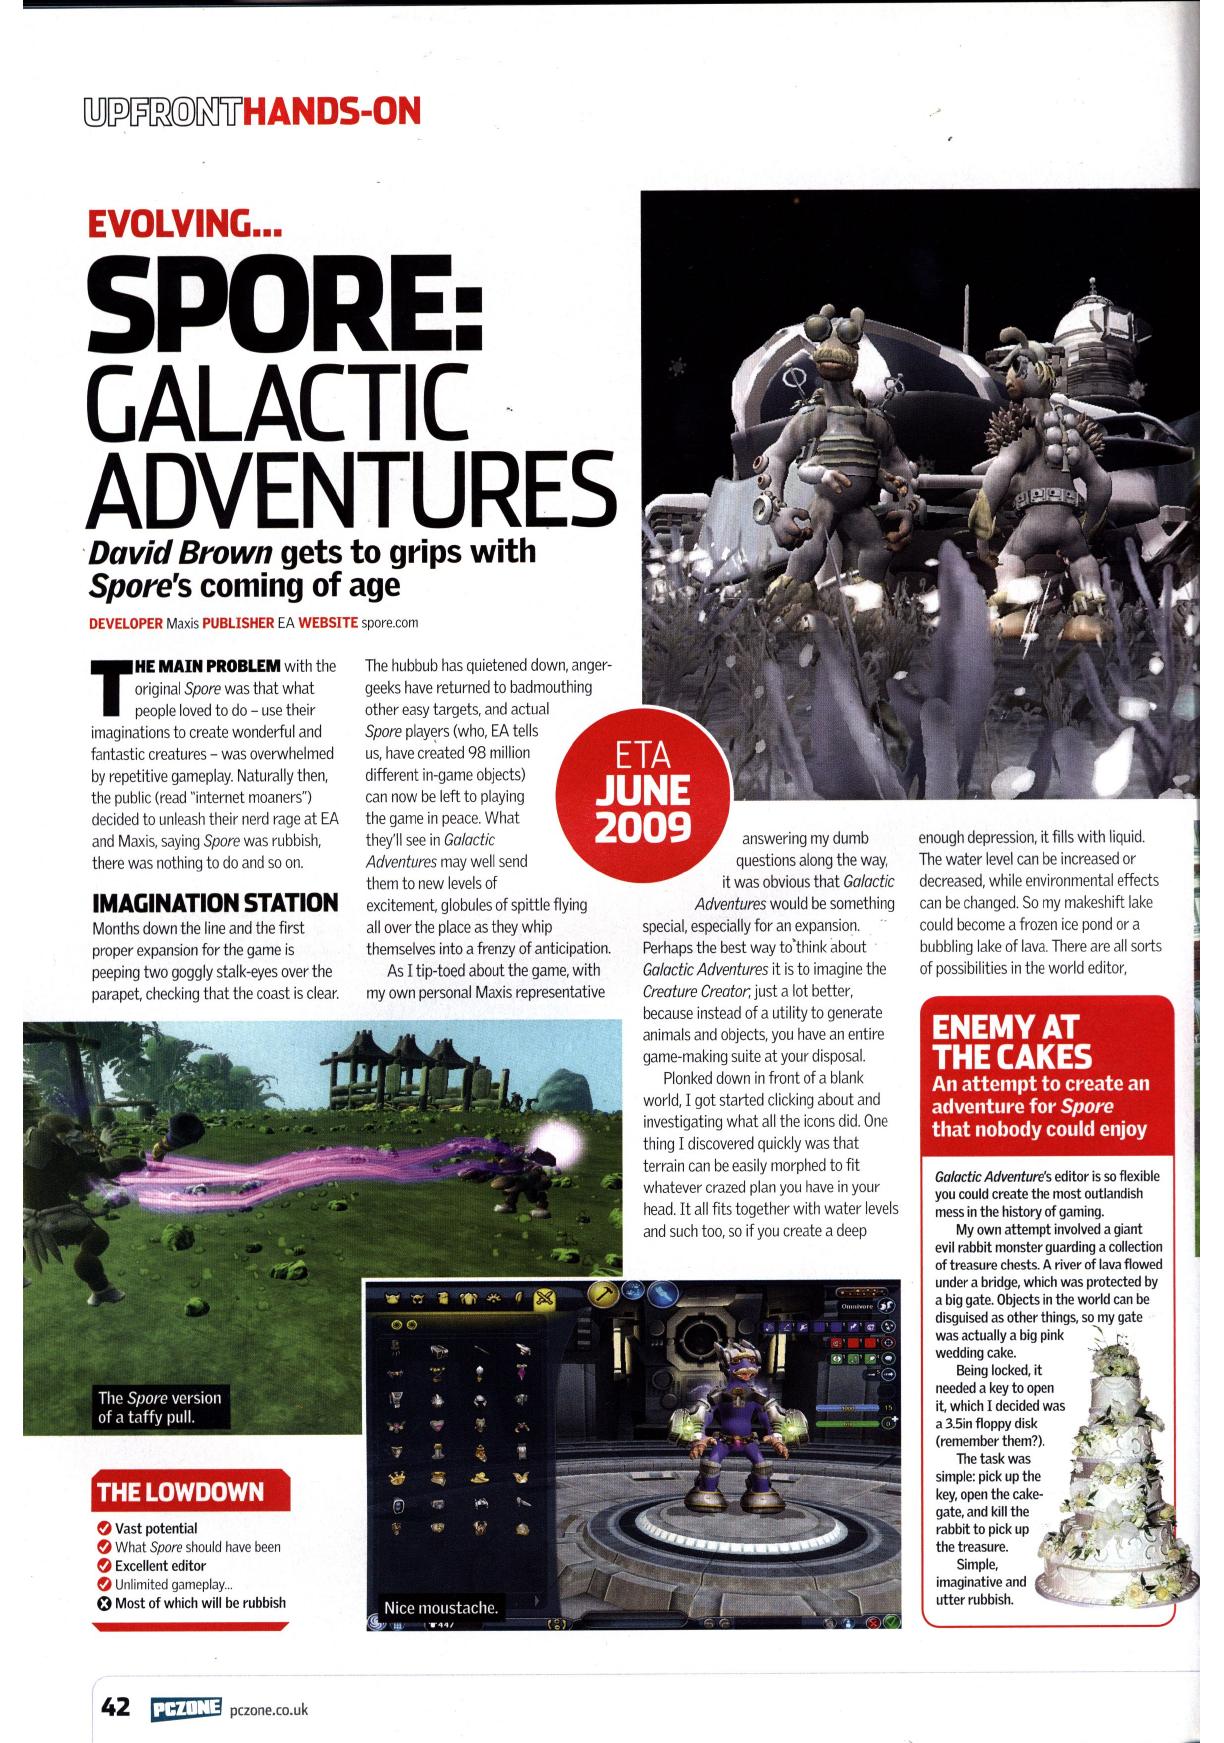 UPFRONTHANDS-ON
EVOLVING...
SPORE:
GALACTIC
ADVENTURES
David Brown gets to grips with
Spore's coming of age
DEVELOPER Maxis PUBLISHER EA WEBSITE spore.com
THE MAIN PROBLEM with the
original Spore was that what
people loved to do – use their
imaginations to create wonderful and
fantastic creatures – was overwhelmed
by repetitive gameplay. Naturally then,
the public (read "internet moaners")
decided to unleash their nerd rage at EA
and Maxis, saying Spore was rubbish,
there was nothing to do and so on.
IMAGINATION STATION
Months down the line and the first
proper expansion for the game is
peeping two goggly stalk-eyes over the
parapet, checking that the coast is clear.
The hubbub has quietened down, anger-
geeks have returned to badmouthing
other easy targets, and actual
Spore players (who, EA tells
us, have created 98 million
different in-game objects)
can now be left to playing
the game in peace. What
they'll see in Galactic
Adventures may well send
them to new levels of
excitement, globules of spittle flying
all over the place as they whip
themselves into a frenzy of anticipation.
As I tip-toed about the game, with
my own personal Maxis representative
ETA
JUNE
2009
answering my dumb
questions along the way,
it was obvious that Galactic
Adventures would be something
special, especially for an expansion.
Perhaps the best way to think about
Galactic Adventures it is to imagine the
Creature Creator, just a lot better,
because instead of a utility to generate
animals and objects, you have an entire
game-making suite at your disposal.
Plonked down in front of a blank
world, I got started clicking about and
investigating what all the icons did. One
thing I discovered quickly was that
terrain can be easily morphed to fit
whatever crazed plan you have in your
head. It all fits together with water levels
and such too, so if you create a deep
enough depression, it fills with liquid.
The water level can be increased or
decreased, while environmental effects
can be changed. So my makeshift lake
could become a frozen ice pond or a
bubbling lake of lava. There are all sorts
of possibilities in the world editor,
ENEMY AT
THE CAKES
An attempt to create an
adventure for Spore
that nobody could enjoy
Galactic Adventure's editor is so flexible
you could create the most outlandish
mess in the history of gaming.
My own attempt involved a giant
evil rabbit monster guarding a collection
of treasure chests. A river of lava flowed
under a bridge, which was protected by
a big gate. Objects in the world can be
disguised as other things, so my gate
was actually a big pink
wedding cake.
Being locked, it
needed a key to open
it, which I decided was
a 3.5in floppy disk
(remember them?).
The task was
simple: pick up the
key, open the cake-
gate, and kill the
rabbit to pick up
the treasure.
Simple,
imaginative and
utter rubbish.
The Spore version
of a taffy pull.
Omnivore
1000
15
447
Nice moustache.
THE LOWDOWN
Vast potential
What Spore should have been
Excellent editor
Unlimited gameplay...
Most of which will be rubbish
42 PCZONE pczone.co.uk